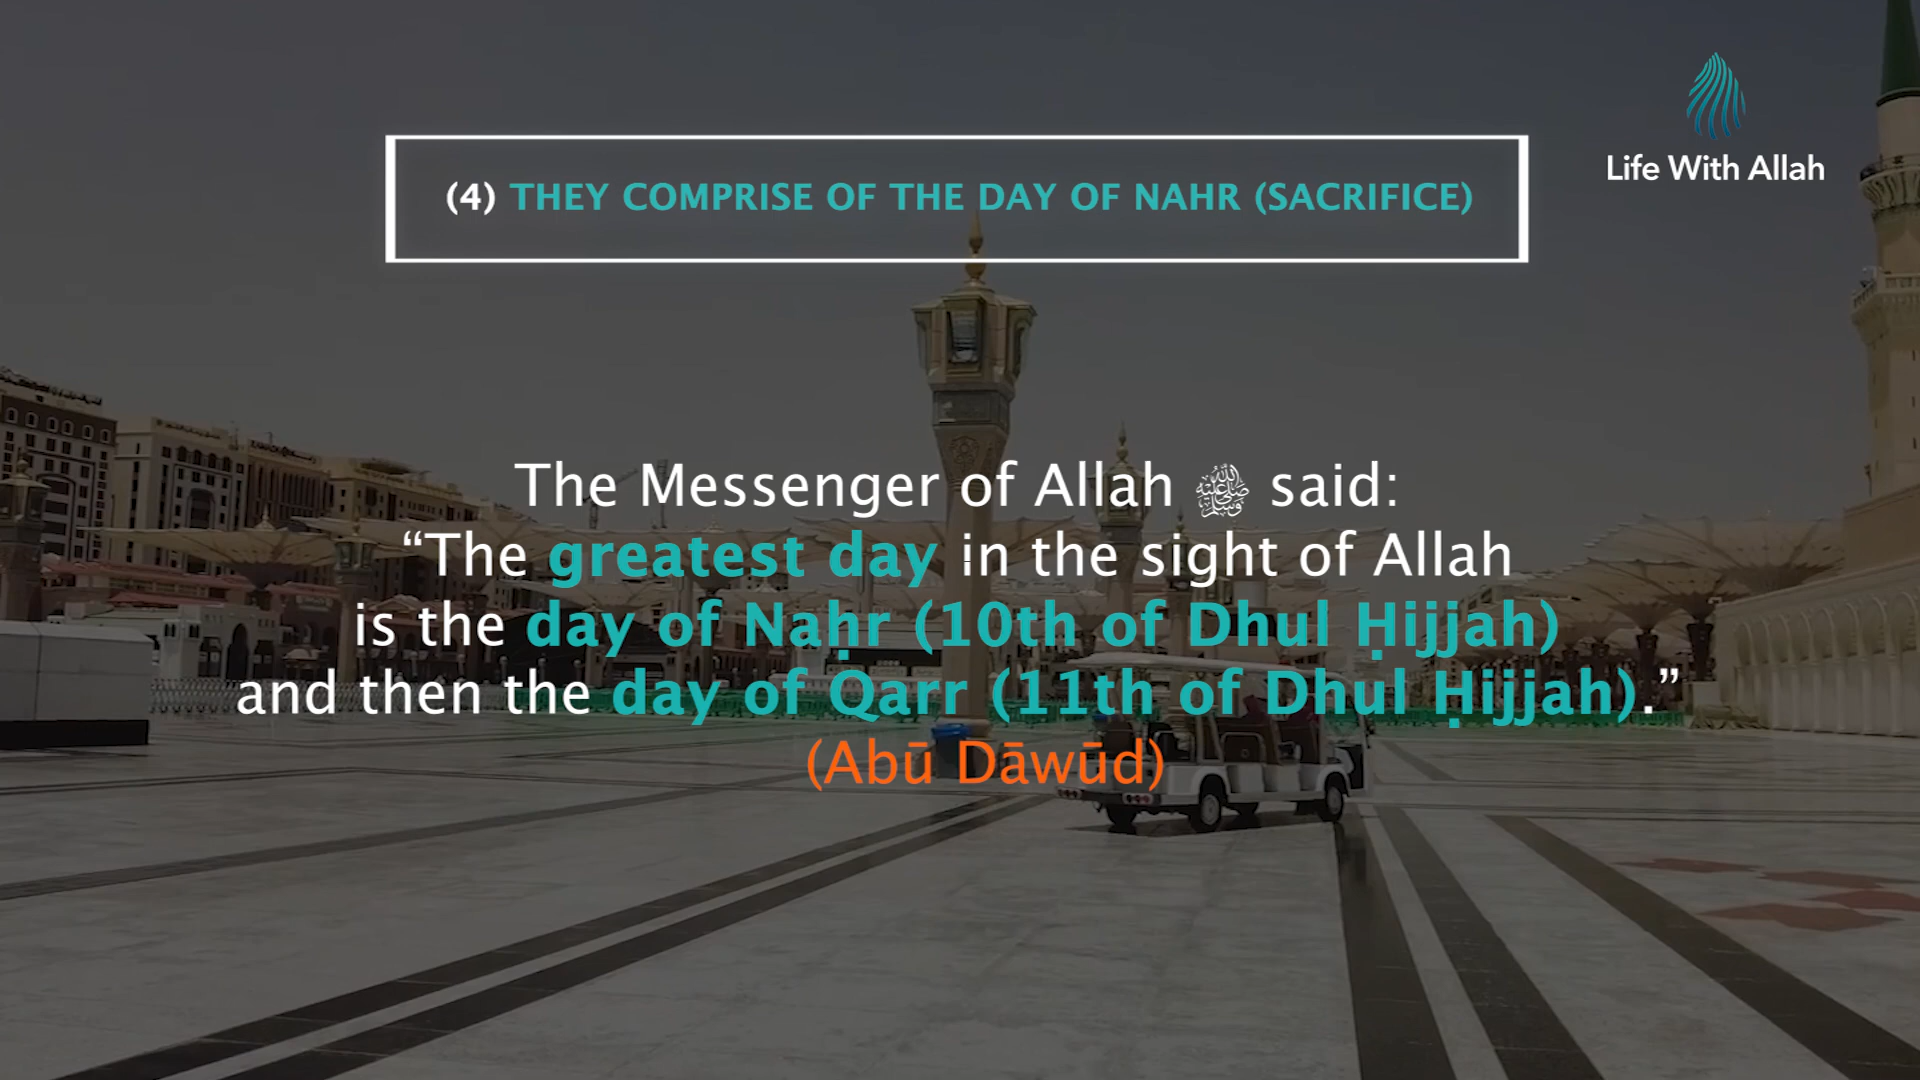 Life With Allah
(4) THEY COMPRISE OF THE DAY OF NAHR (SACRIFICE)
The Messenger of Allah ﷺ said:
“The greatest day in the sight of Allah
is the day of Naḥr (10th of Dhul Ḥijjah)
and then the day of Qarr (11th of Dhul Ḥijjah).”
(Abū Dāwūd)